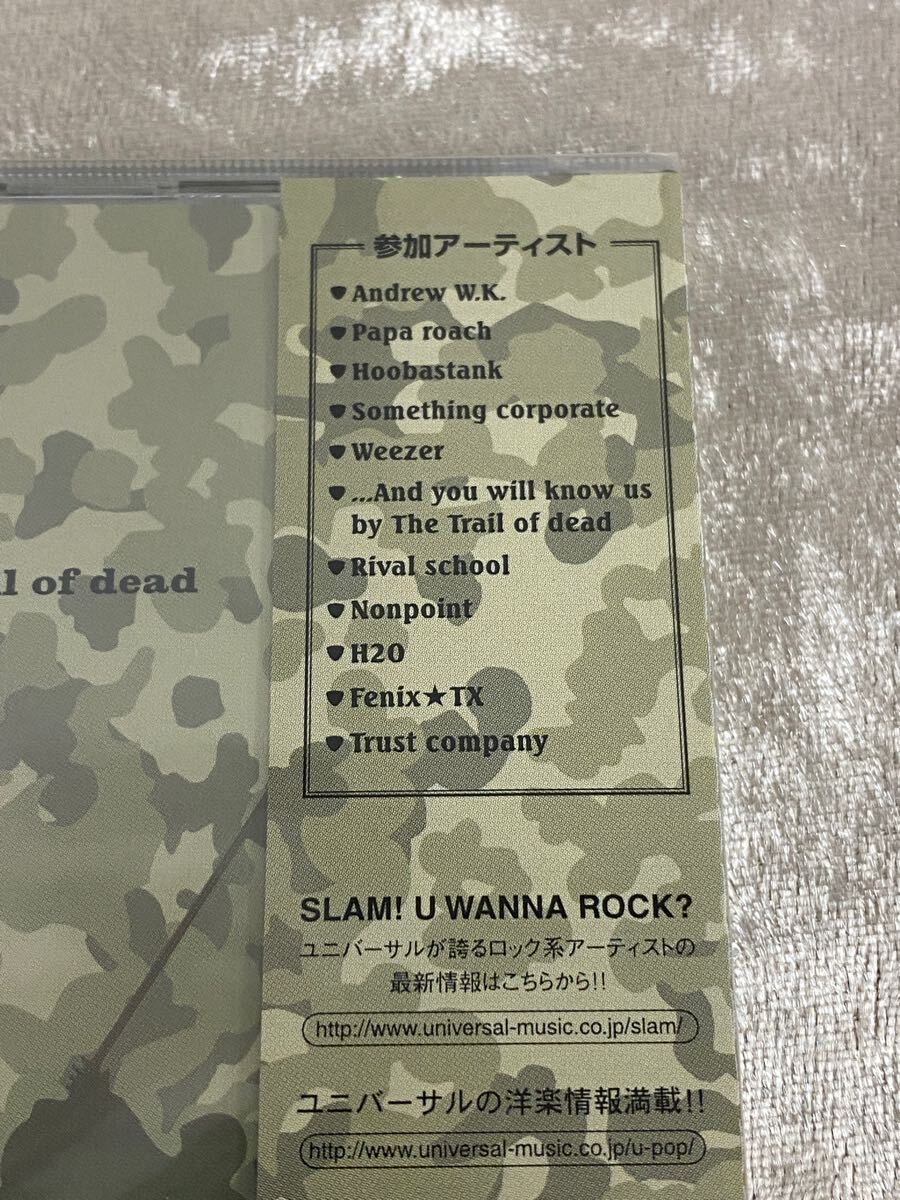 参加アーティスト
Andrew W.K.
Papa roach
Hoobastank
Something corporate
Weezer
...And you will know us
by The Trail of dead
Rival school
Nonpoint
H2O
Fenix★TX
Trust company
of dead
SLAM! U WANNA ROCK?
ユニバーサルが誇るロック系アーティストの
最新情報はこちらから!!
http://www.universal-music.co.jp/slam/
ユニバーサルの洋楽情報満載!!
http://www.universal-music.co.jp/u-pop/